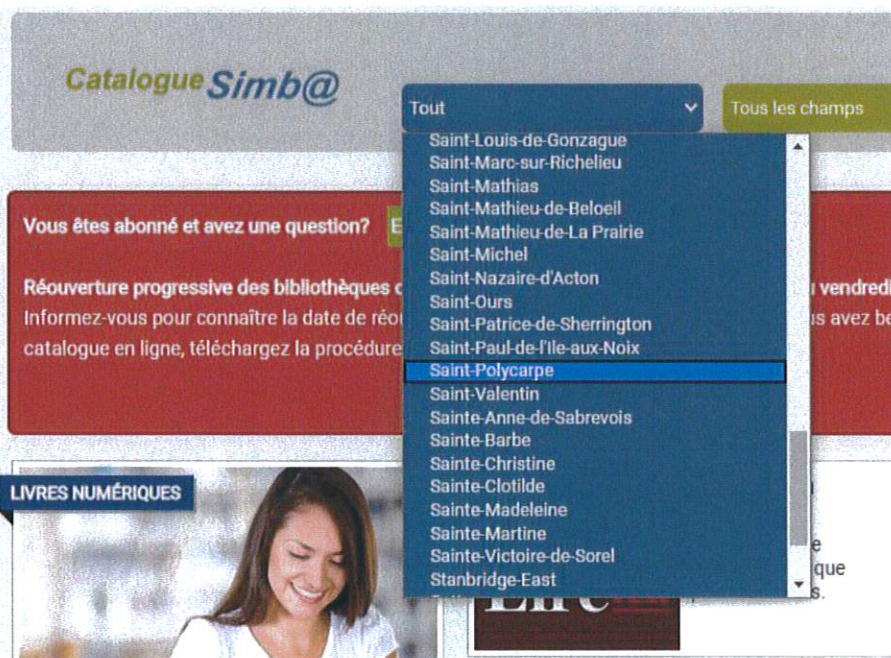 Catalogue Simb@
Tout
Tous les champs
Saint-Louis-de-Gonzague
Saint-Marc-sur-Richelieu
Saint-Mathias
Saint-Mathieu-de-Beloeil
Saint-Mathieu-de-La Prairie
Saint-Michel
Saint-Nazaire-d'Acton
Saint-Ours
Saint-Patrice-de-Sherrington
Saint-Paul-de-l'Ile-aux-Noix
Saint-Polycarpe
Saint-Valentin
Sainte-Anne-de-Sabrevois
Sainte-Barbe
Sainte-Christine
Sainte-Clotilde
Sainte-Madeleine
Sainte-Martine
Sainte-Victoire-de-Sorel
Stanbridge-East
Vous êtes abonné et avez une question? E
Réouverture progressive des bibliothèques
vendredi
Informez-vous pour connaître la date de
s avez
catalogue en ligne, téléchargez la procédure
LIVRES NUMÉRIQUES
e
que
s.